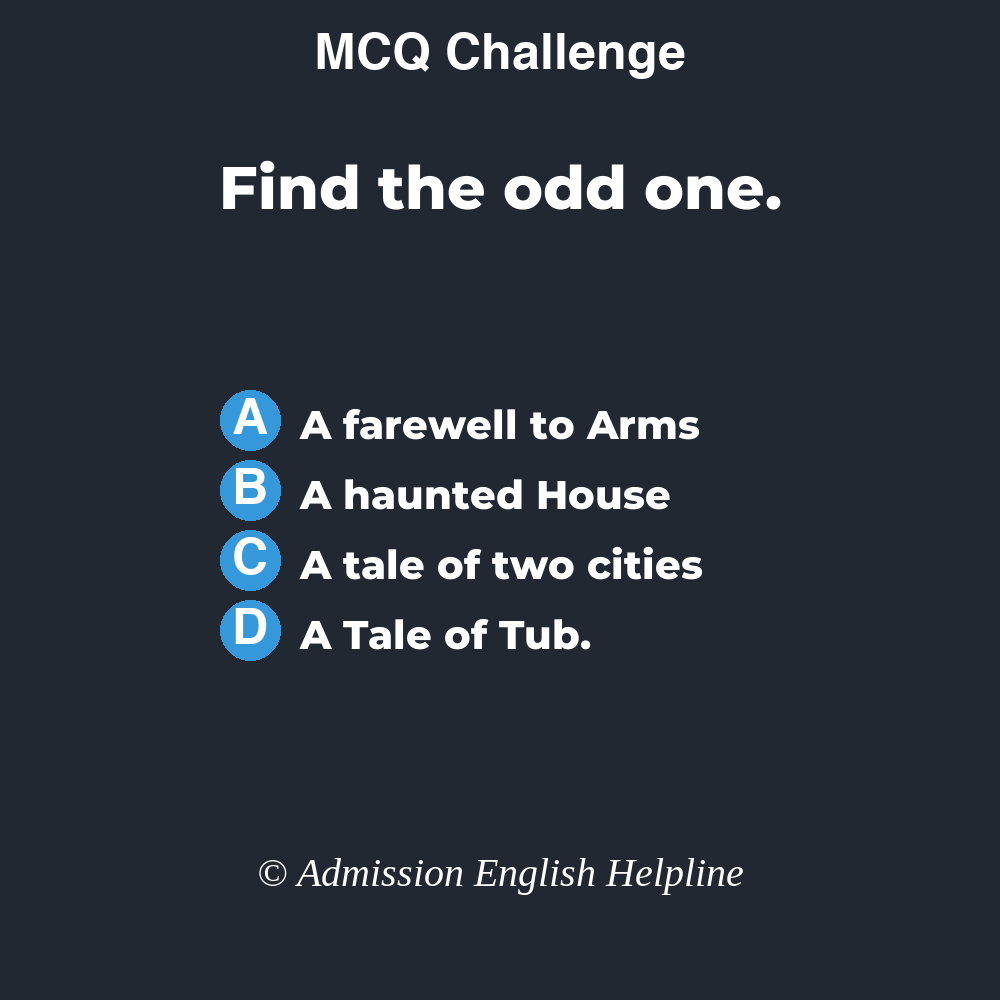 MCQ Challenge
Find the odd one.
A A farewell to Arms
B A haunted House
C A tale of two cities
D A Tale of Tub.
© Admission English Helpline